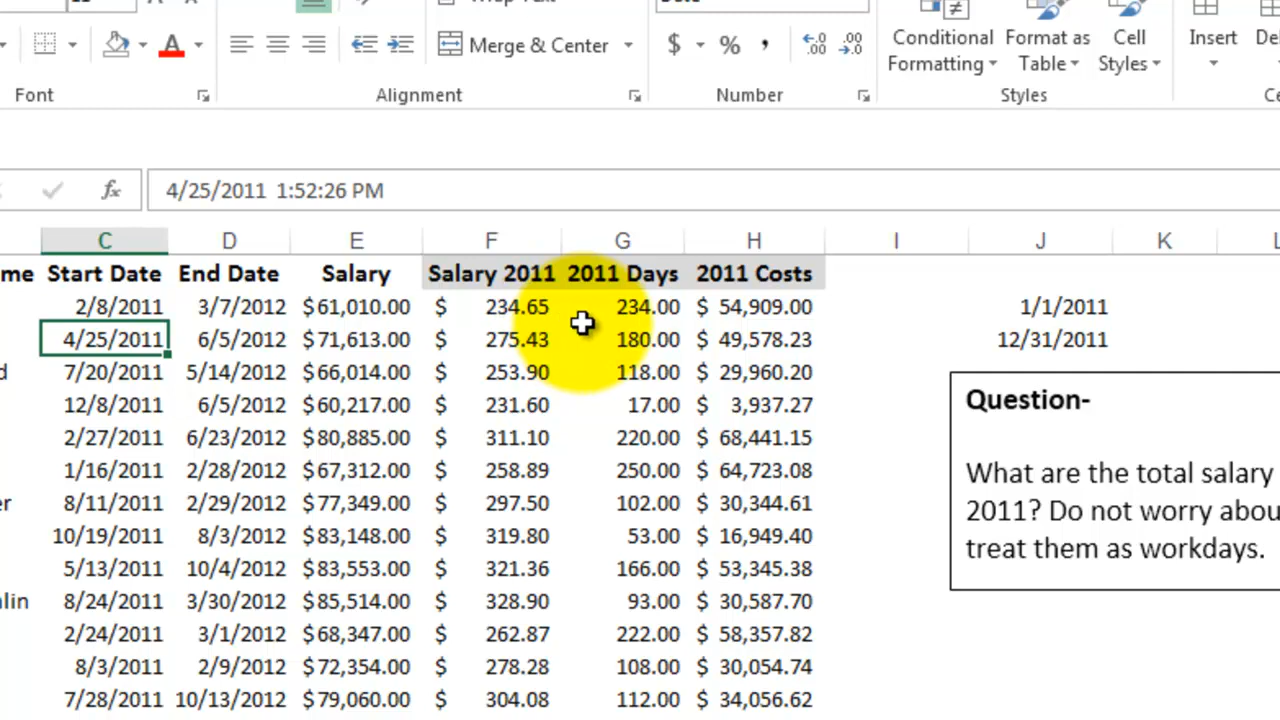 Merge & Center
$ % ,
Conditional Formatting
Format as Table
Cell Styles
Insert
Font
Alignment
Number
Styles
fx 4/25/2011 1:52:26 PM
C D E F G H I J K L
me Start Date End Date Salary Salary 2011 2011 Days 2011 Costs
2/8/2011 3/7/2012 $61,010.00 $ 234.65 234.00 $ 54,909.00 1/1/2011
4/25/2011 6/5/2012 $71,613.00 $ 275.43 180.00 $ 49,578.23 12/31/2011
d 7/20/2011 5/14/2012 $66,014.00 $ 253.90 118.00 $ 29,960.20
12/8/2011 6/5/2012 $60,217.00 $ 231.60 17.00 $ 3,937.27
2/27/2011 6/23/2012 $80,885.00 $ 311.10 220.00 $ 68,441.15
1/16/2011 2/28/2012 $67,312.00 $ 258.89 250.00 $ 64,723.08
er 8/11/2011 2/29/2012 $77,349.00 $ 297.50 102.00 $ 30,344.61
10/19/2011 8/3/2012 $83,148.00 $ 319.80 53.00 $ 16,949.40
5/13/2011 10/4/2012 $83,553.00 $ 321.36 166.00 $ 53,345.38
lin 8/24/2011 3/30/2012 $85,514.00 $ 328.90 93.00 $ 30,587.70
2/24/2011 3/1/2012 $68,347.00 $ 262.87 222.00 $ 58,357.82
8/3/2011 2/9/2012 $72,354.00 $ 278.28 108.00 $ 30,054.74
7/28/2011 10/13/2012 $79,060.00 $ 304.08 112.00 $ 34,056.62
Question-
What are the total salary
2011? Do not worry abou
treat them as workdays.